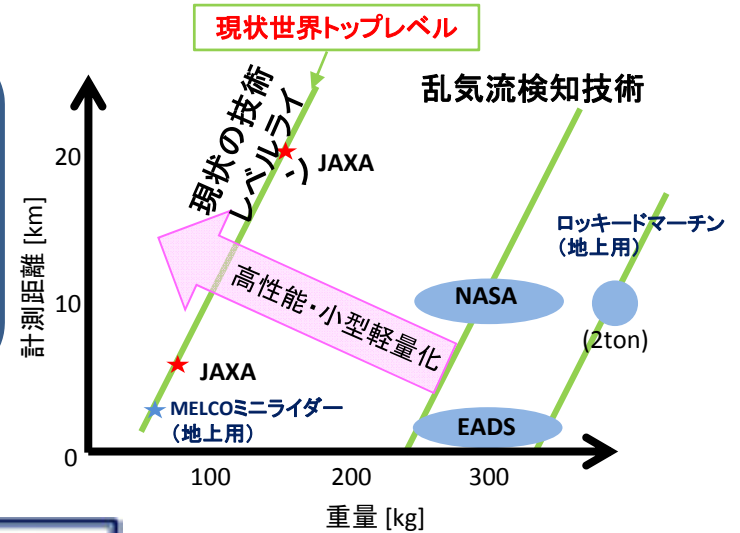 現状世界トップレベル
乱気流検知技術
現状の技術
レベルライ
ン
JAXA
ロッキードマーチン
(地上用)
(2ton)
NASA
高性能・小型軽量化
JAXA
MELCOミニライダー
(地上用)
EADS
計測距離 [km]
20
10
0
100
200
300
重量 [kg]